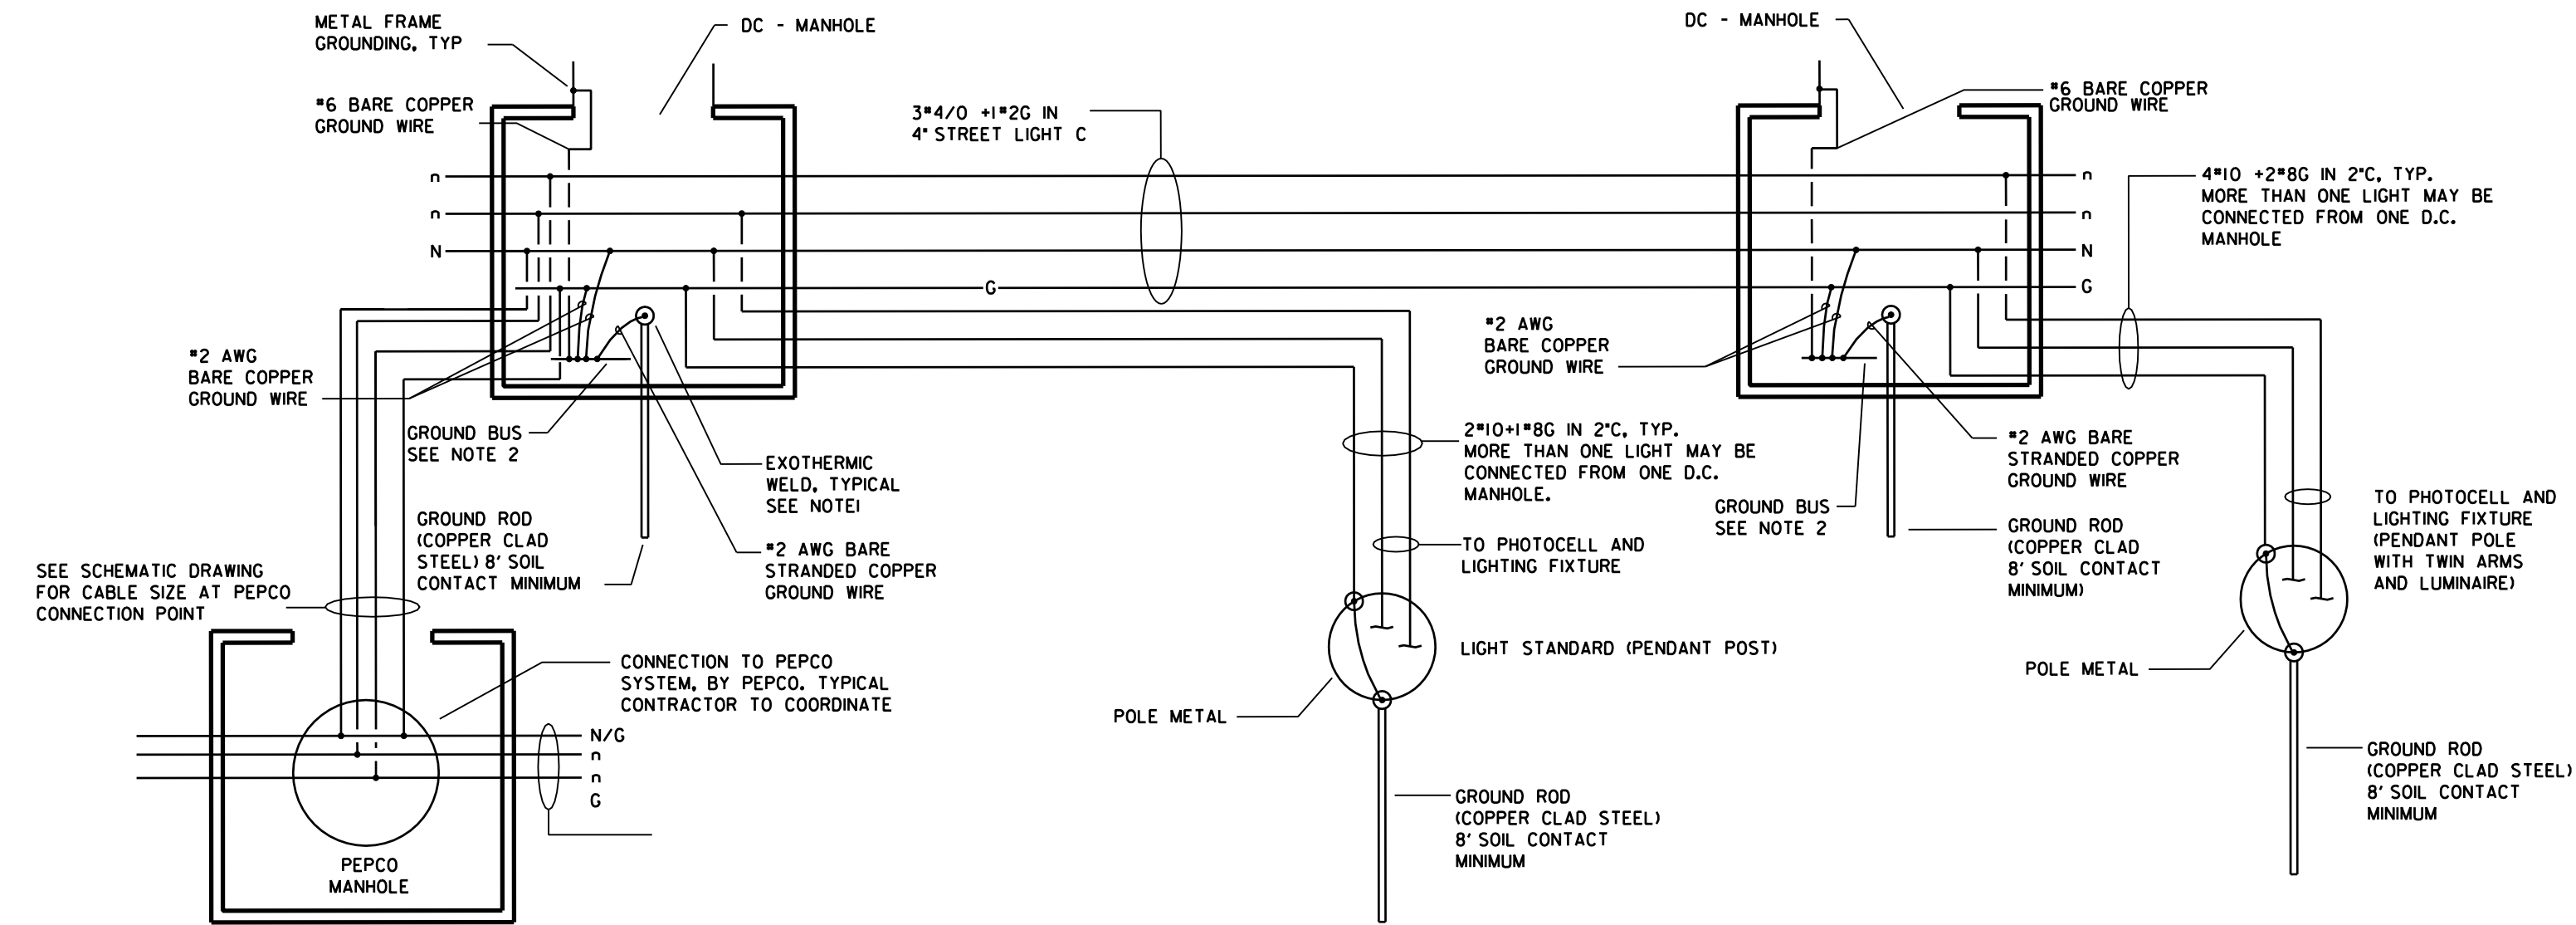 METAL FRAME
GROUNDING, TYP
DC - MANHOLE
#6 BARE COPPER
GROUND WIRE
3#4/0 +1#2G IN
4" STREET LIGHT C
DC - MANHOLE
#6 BARE COPPER
GROUND WIRE
4#10 +2#8G IN 2"C, TYP.
MORE THAN ONE LIGHT MAY BE
CONNECTED FROM ONE D.C.
MANHOLE
n
n
N
G
n
n
N
G
#2 AWG
BARE COPPER
GROUND WIRE
GROUND BUS
SEE NOTE 2
EXOTHERMIC
WELD, TYPICAL
SEE NOTE1
GROUND ROD
(COPPER CLAD
STEEL) 8' SOIL
CONTACT MINIMUM
#2 AWG BARE
STRANDED COPPER
GROUND WIRE
SEE SCHEMATIC DRAWING
FOR CABLE SIZE AT PEPCO
CONNECTION POINT
CONNECTION TO PEPCO
SYSTEM, BY PEPCO. TYPICAL
CONTRACTOR TO COORDINATE
N/G
n
n
G
PEPCO
MANHOLE
#2 AWG
BARE COPPER
GROUND WIRE
2#10+1#8G IN 2"C, TYP.
MORE THAN ONE LIGHT MAY BE
CONNECTED FROM ONE D.C.
MANHOLE.
TO PHOTOCELL AND
LIGHTING FIXTURE
LIGHT STANDARD (PENDANT POST)
POLE METAL
GROUND ROD
(COPPER CLAD STEEL)
8' SOIL CONTACT
MINIMUM
GROUND BUS
SEE NOTE 2
#2 AWG BARE
STRANDED COPPER
GROUND WIRE
GROUND ROD
(COPPER CLAD
8' SOIL CONTACT
MINIMUM)
TO PHOTOCELL AND
LIGHTING FIXTURE
(PENDANT POLE
WITH TWIN ARMS
AND LUMINAIRE)
POLE METAL
GROUND ROD
(COPPER CLAD STEEL)
8' SOIL CONTACT
MINIMUM